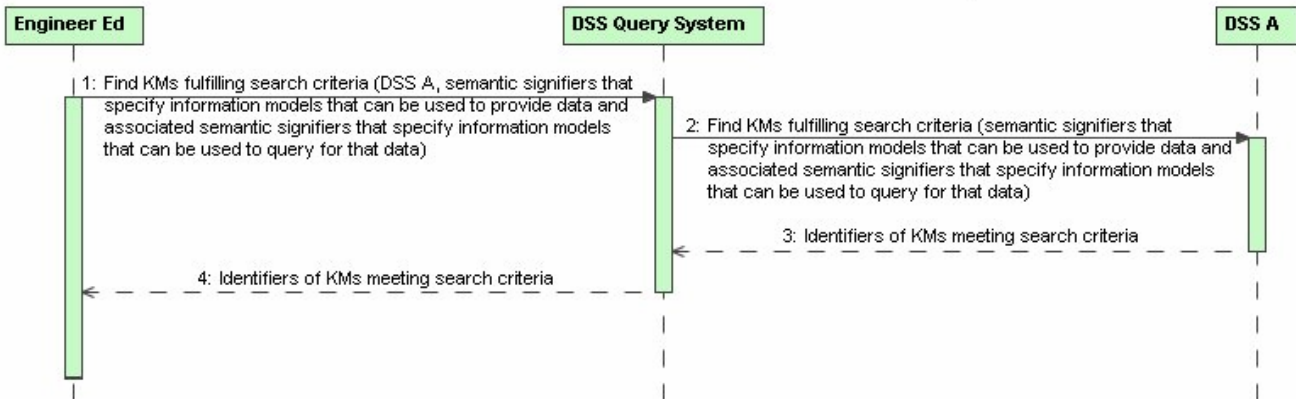 Engineer Ed
DSS Query System
DSS A
1: Find KMs fulfilling search criteria (DSS A, semantic signifiers that
specify information models that can be used to provide data and
associated semantic signifiers that specify information models
that can be used to query for that data)
2: Find KMs fulfilling search criteria (semantic signifiers that
specify information models that can be used to provide data and
associated semantic signifiers that specify information models
that can be used to query for that data)
3: Identifiers of KMs meeting search criteria
4: Identifiers of KMs meeting search criteria